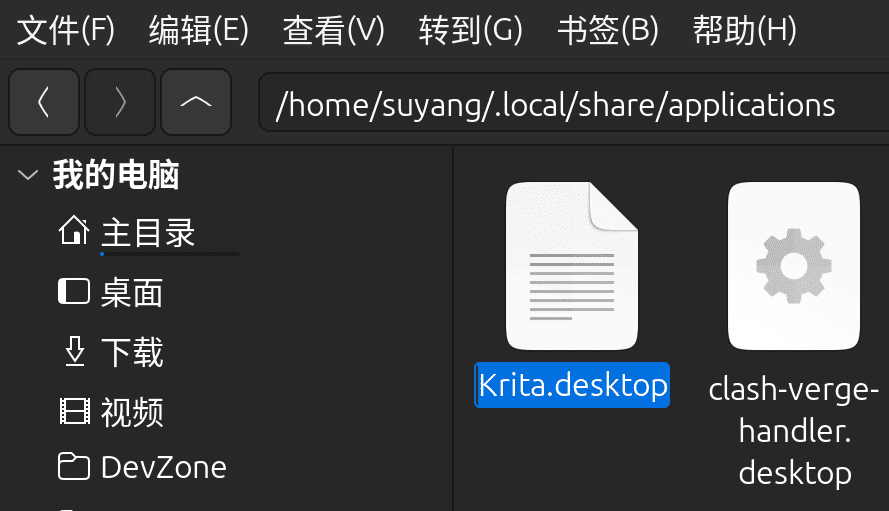 文件(F) 编辑(E) 查看(V) 转到(G) 书签(B) 帮助(H)
/home/suyang/.local/share/applications
我的电脑
主目录
桌面
下载
视频
DevZone
Krita.desktop
clash-verge-
handler.
desktop